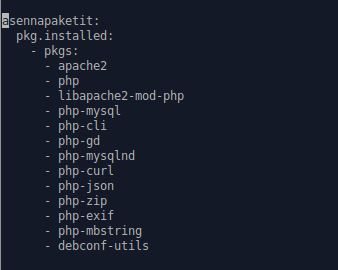 asennapaketit:
  pkg.installed:
    - pkgs:
      - apache2
      - php
      - libapache2-mod-php
      - php-mysql
      - php-cli
      - php-gd
      - php-mysqlnd
      - php-curl
      - php-json
      - php-zip
      - php-exif
      - php-mbstring
      - debconf-utils